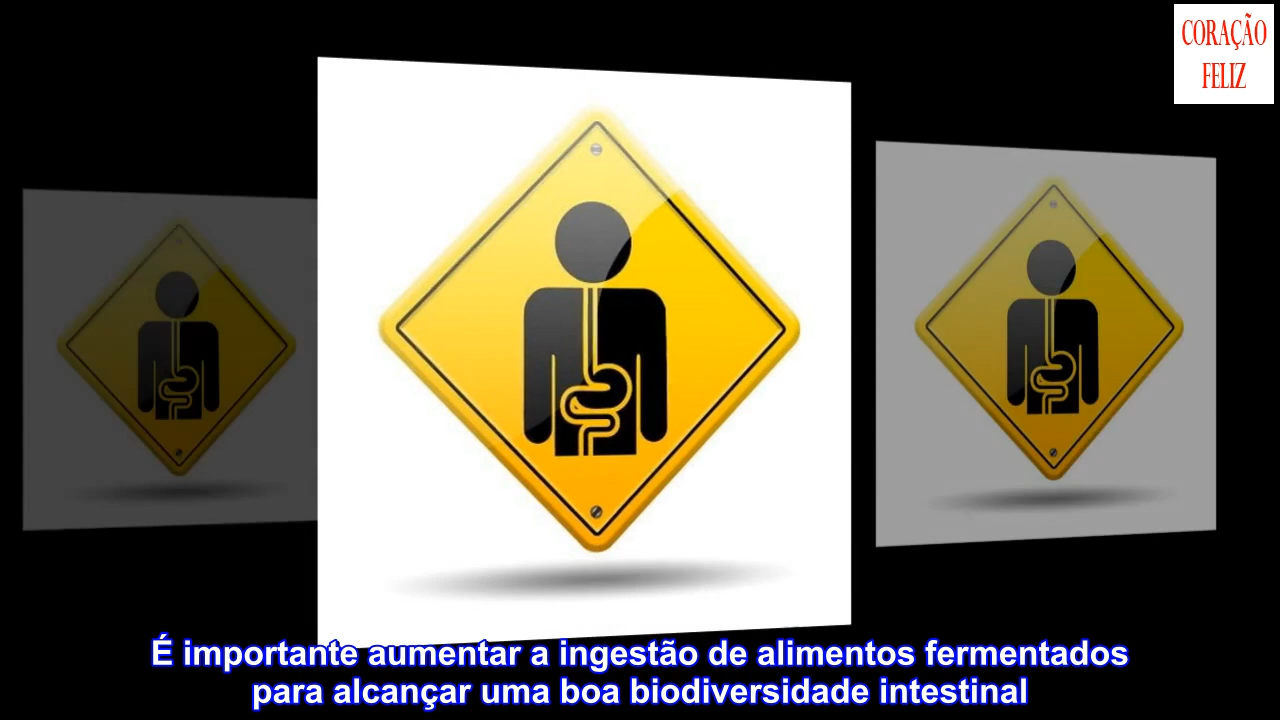 CORAÇÃO
FELIZ
É importante aumentar a ingestão de alimentos fermentados
para alcançar uma boa biodiversidade intestinal